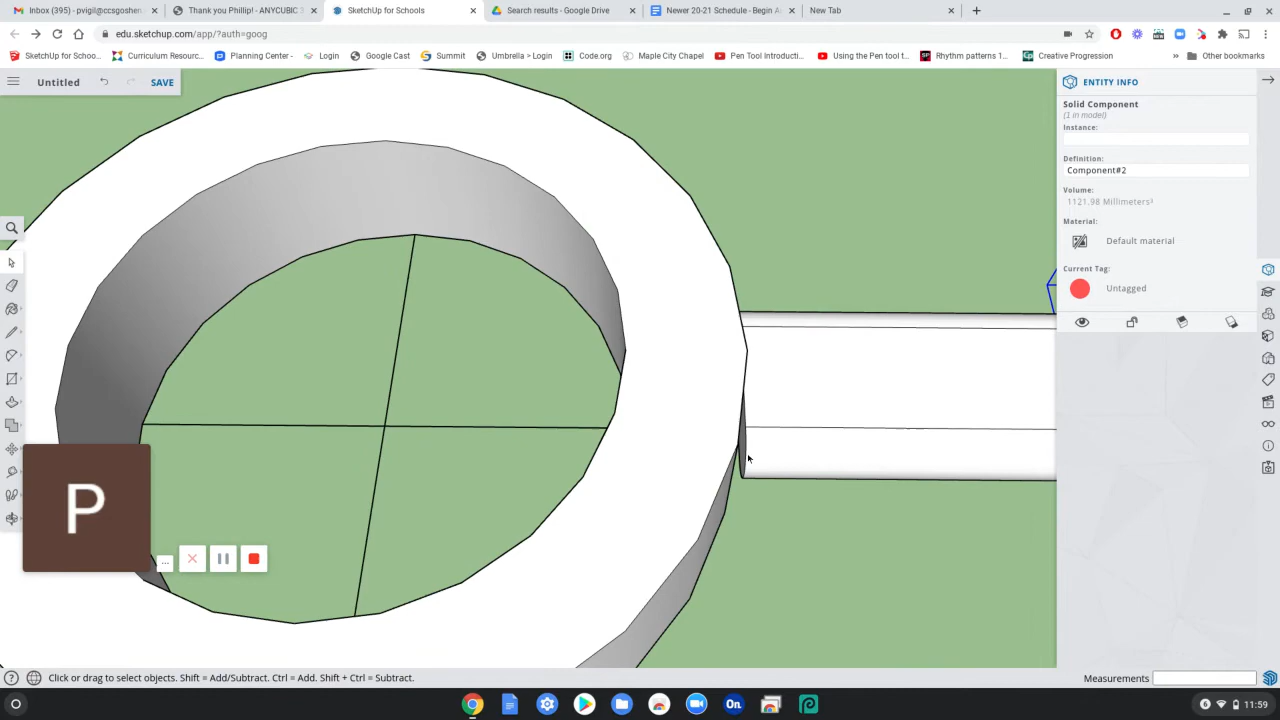 Inbox (395) - pvigil@ccsgoshen
Thank you Phillip! - ANYCUBIC 3
SketchUp for Schools
Search results - Google Drive
Newer 20-21 Schedule - Begin A
New Tab
edu.sketchup.com/app/?auth=goog
SketchUp for Schoo...
Curriculum Resourc...
Planning Center -
Login
Google Cast
Summit
Umbrella > Login
Code.org
Maple City Chapel
Pen Tool Introducti...
Using the Pen tool t...
Rhythm patterns 1...
Creative Progression
»
Other bookmarks
Untitled
SAVE
ENTITY INFO
Solid Component
(1 in model)
Instance:
Definition:
Component#2
Volume:
1121.98 Millimeters³
Material:
Default material
Current Tag:
Untagged
P
...
Click or drag to select objects. Shift = Add/Subtract. Ctrl = Add. Shift + Ctrl = Subtract.
Measurements
On
6
11:59